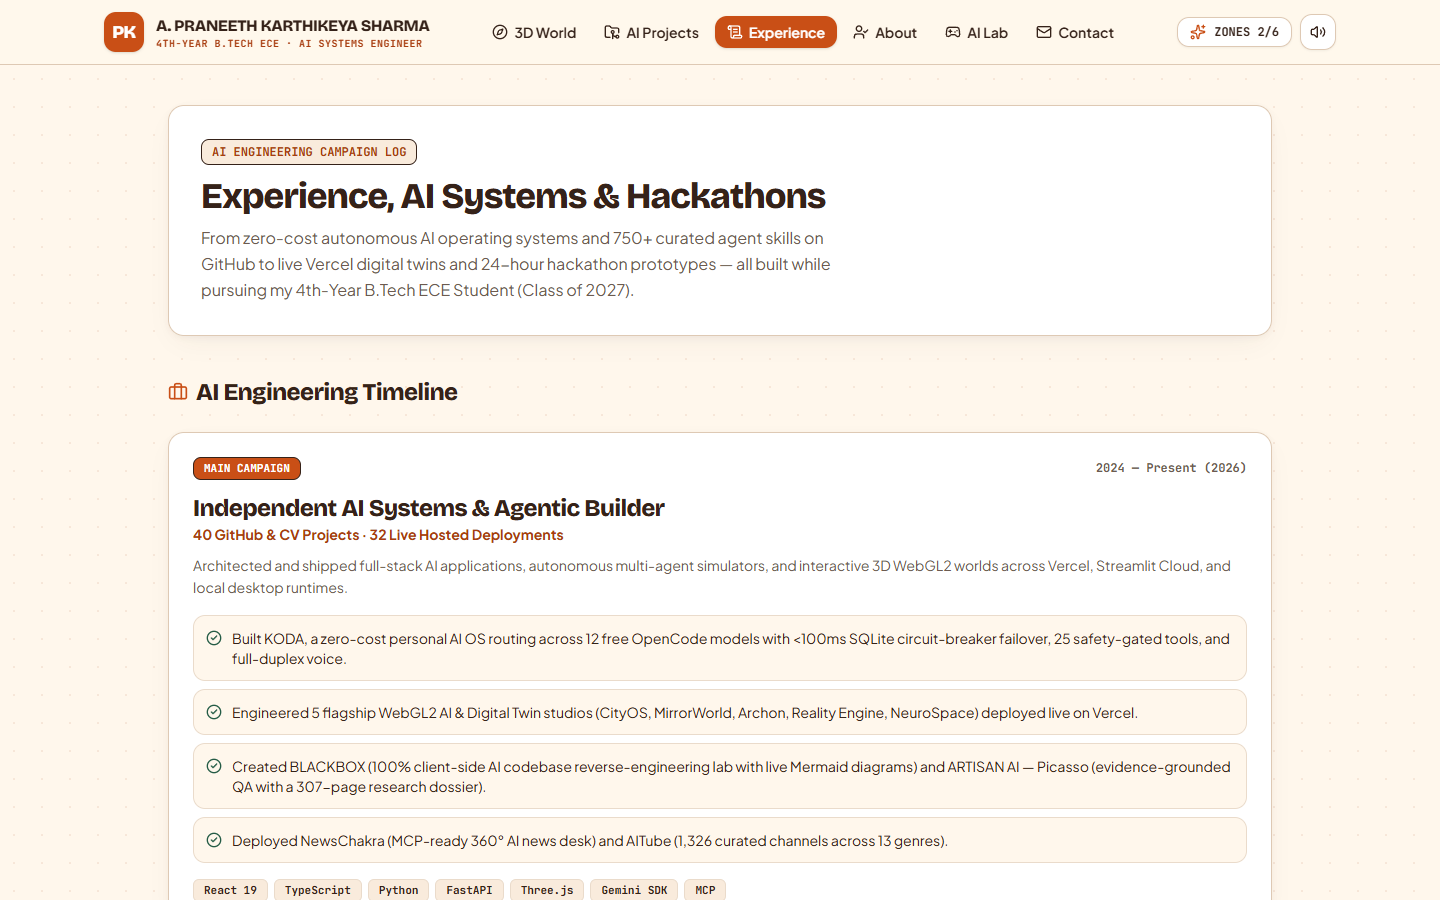 PK
A. PRANEETH KARTHIKEYA SHARMA
4TH-YEAR B.TECH ECE · AI SYSTEMS ENGINEER
3D World
AI Projects
Experience
About
AI Lab
Contact
ZONES 2/6
AI ENGINEERING CAMPAIGN LOG
Experience, AI Systems & Hackathons
From zero-cost autonomous AI operating systems and 750+ curated agent skills on
GitHub to live Vercel digital twins and 24-hour hackathon prototypes — all built while
pursuing my 4th-Year B.Tech ECE Student (Class of 2027).
AI Engineering Timeline
MAIN CAMPAIGN
2024 — Present (2026)
Independent AI Systems & Agentic Builder
40 GitHub & CV Projects · 32 Live Hosted Deployments
Architected and shipped full-stack AI applications, autonomous multi-agent simulators, and interactive 3D WebGL2 worlds across Vercel, Streamlit Cloud, and
local desktop runtimes.
Built KODA, a zero-cost personal AI OS routing across 12 free OpenCode models with <100ms SQLite circuit-breaker failover, 25 safety-gated tools, and
full-duplex voice.
Engineered 5 flagship WebGL2 AI & Digital Twin studios (CityOS, MirrorWorld, Archon, Reality Engine, NeuroSpace) deployed live on Vercel.
Created BLACKBOX (100% client-side AI codebase reverse-engineering lab with live Mermaid diagrams) and ARTISAN AI — Picasso (evidence-grounded
QA with a 307-page research dossier).
Deployed NewsChakra (MCP-ready 360° AI news desk) and AITube (1,326 curated channels across 13 genres).
React 19
TypeScript
Python
FastAPI
Three.js
Gemini SDK
MCP